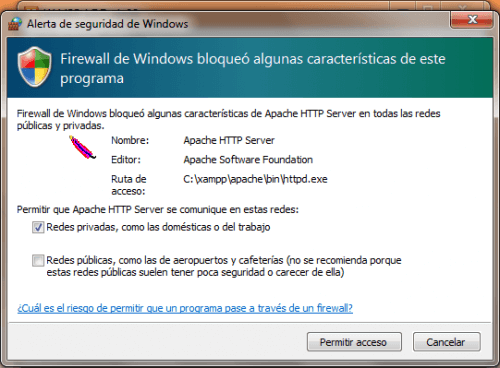 Alerta de seguridad de Windows
Firewall de Windows bloqueó algunas características de este
programa
Firewall de Windows bloqueó algunas características de Apache HTTP Server en todas las redes
públicas y privadas.
Nombre: Apache HTTP Server
Editor: Apache Software Foundation
Ruta de
acceso: C:\xampp\apache\bin\httpd.exe
Permitir que Apache HTTP Server se comunique en estas redes:
Redes privadas, como las domésticas o del trabajo
Redes públicas, como las de aeropuertos y cafeterías (no se recomienda porque
estas redes públicas suelen tener poca seguridad o carecer de ella)
¿Cuál es el riesgo de permitir que un programa pase a través de un firewall?
Permitir acceso Cancelar